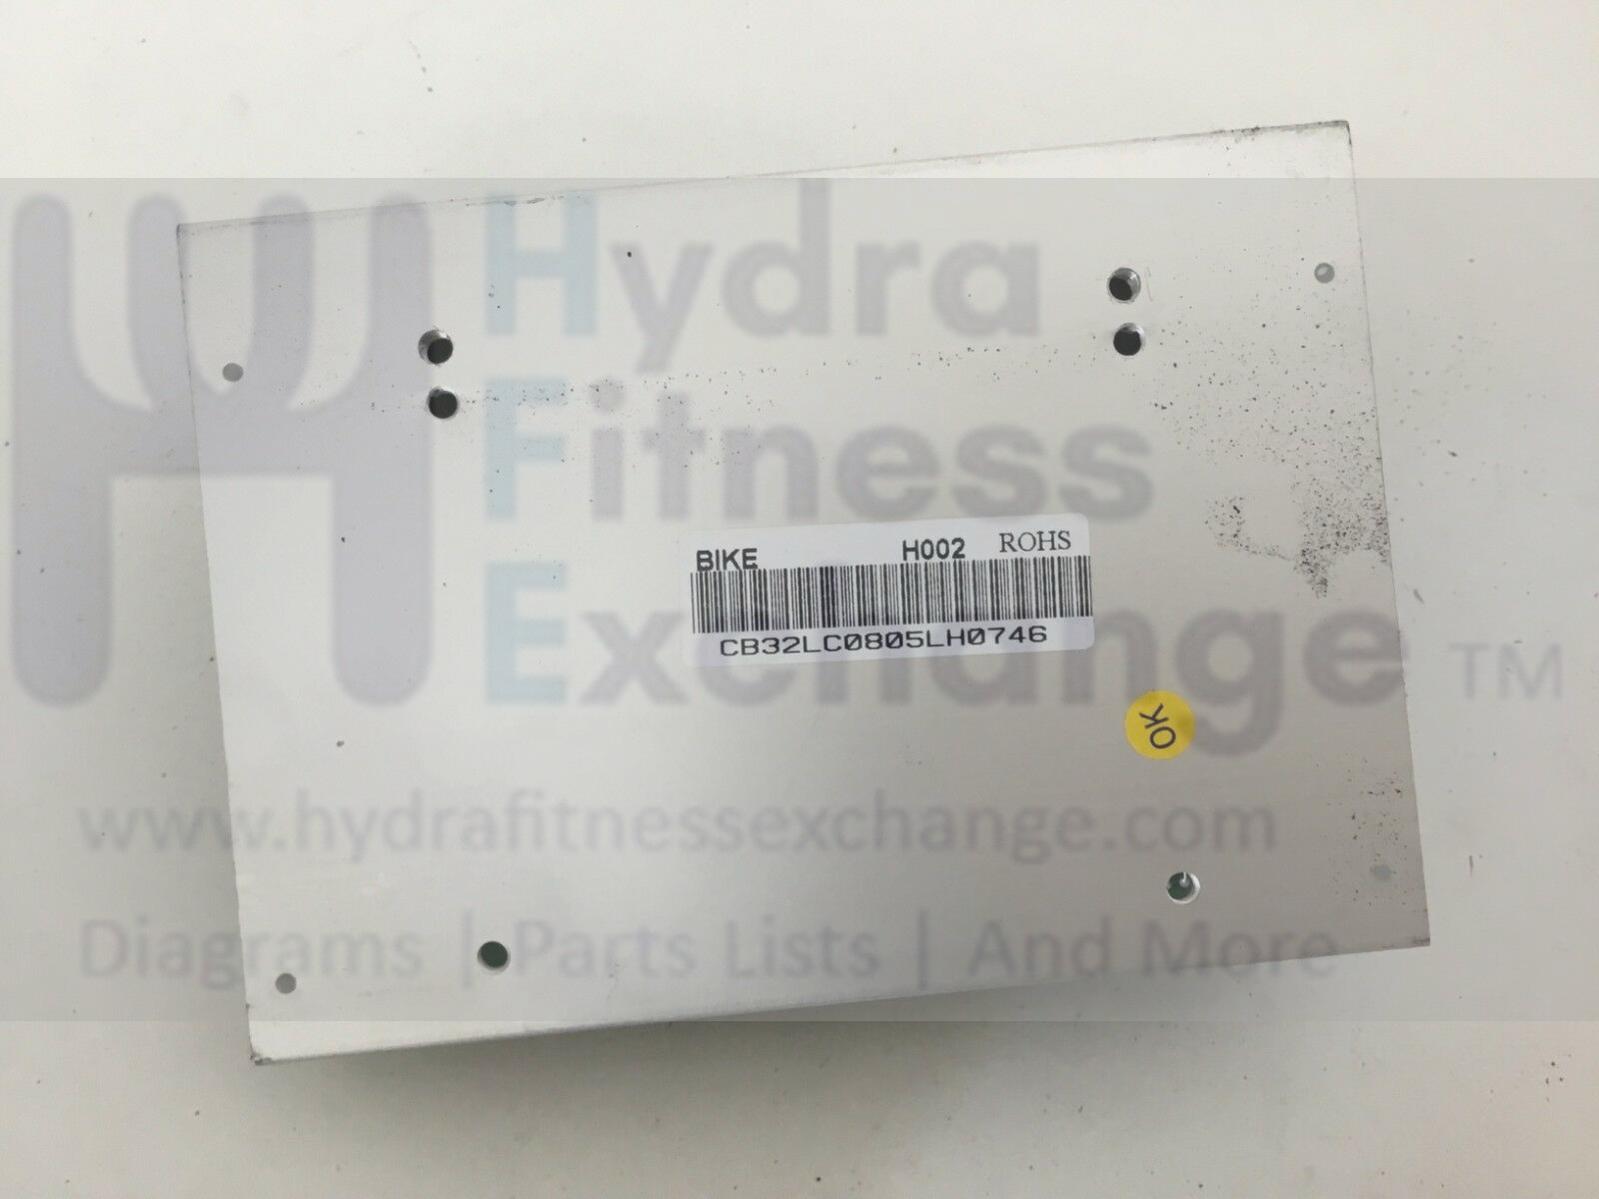 Hydra
Fitness
BIKE H002 ROHS
CB32LC0805LH0746
Exchange TM
OK
www.hydrafitnessexchange.com
Diagrams | Parts Lists | And More